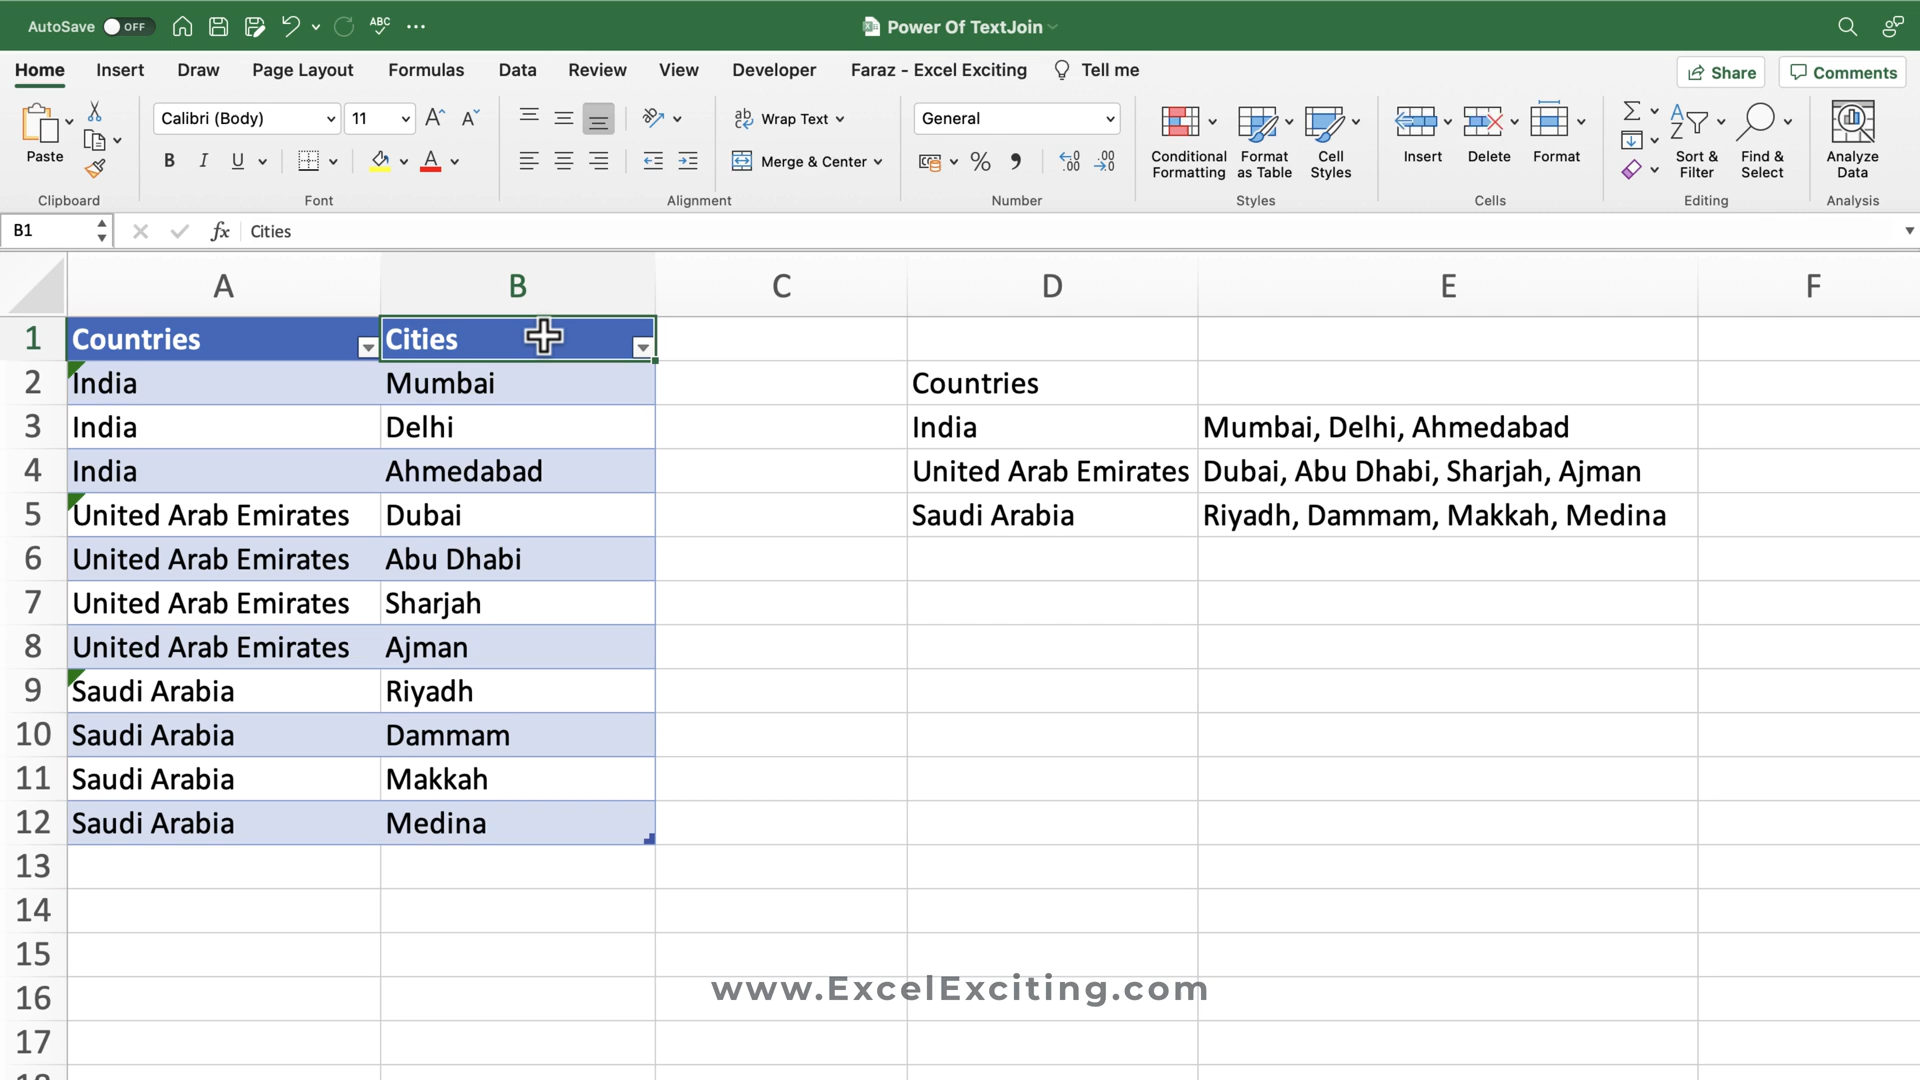 AutoSave OFF ABC ... Power Of TextJoin
Home Insert Draw Page Layout Formulas Data Review View Developer Faraz - Excel Exciting Tell me Share Comments
Paste Calibri (Body) 11 A A Wrap Text General Conditional Formatting Format as Table Cell Styles Insert Delete Format Sort & Filter Find & Select Analyze Data
B I U A Merge & Center % 
Clipboard Font Alignment Number Styles Cells Editing Analysis
B1 fx Cities
A B C D E F
1 Countries Cities
2 India Mumbai Countries
3 India Delhi India Mumbai, Delhi, Ahmedabad
4 India Ahmedabad United Arab Emirates Dubai, Abu Dhabi, Sharjah, Ajman
5 United Arab Emirates Dubai Saudi Arabia Riyadh, Dammam, Makkah, Medina
6 United Arab Emirates Abu Dhabi
7 United Arab Emirates Sharjah
8 United Arab Emirates Ajman
9 Saudi Arabia Riyadh
10 Saudi Arabia Dammam
11 Saudi Arabia Makkah
12 Saudi Arabia Medina
13
14
15
16 www.ExcelExciting.com
17